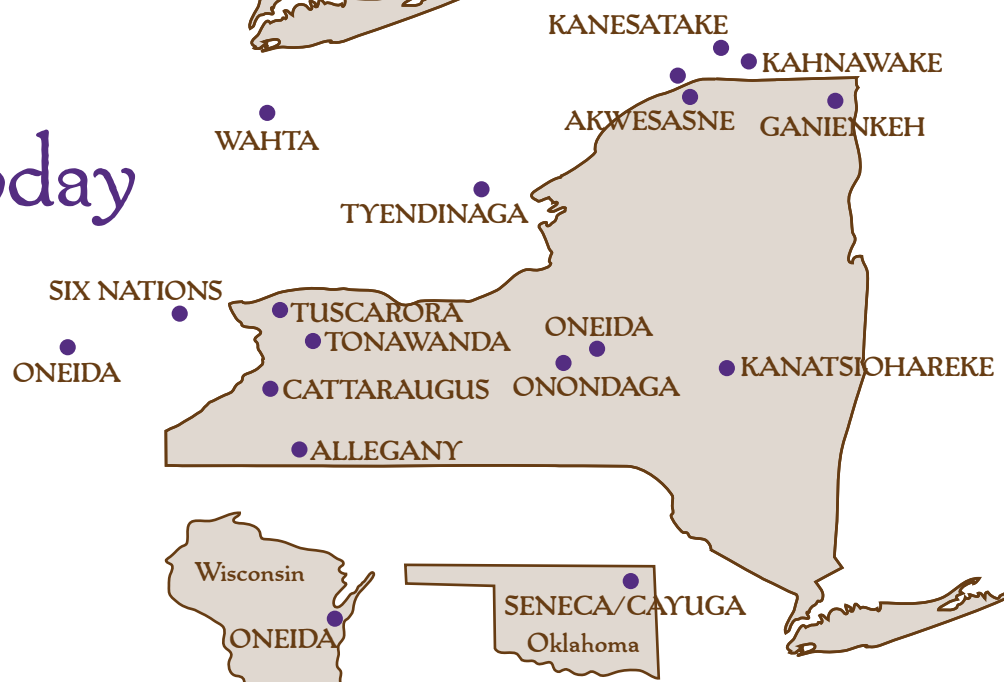 KANESATAKE
KAHNAWAKE
AKWESASNE
GANIENKEH
WAHTA
oday
TYENDINAGA
SIX NATIONS
TUSCARORA
ONEIDA
TONAWANDA
ONEIDA
KANATSIOHAREKE
CATTARAUGUS
ONONDAGA
ALLEGANY
Wisconsin
SENECA/CAYUGA
ONEIDA
Oklahoma